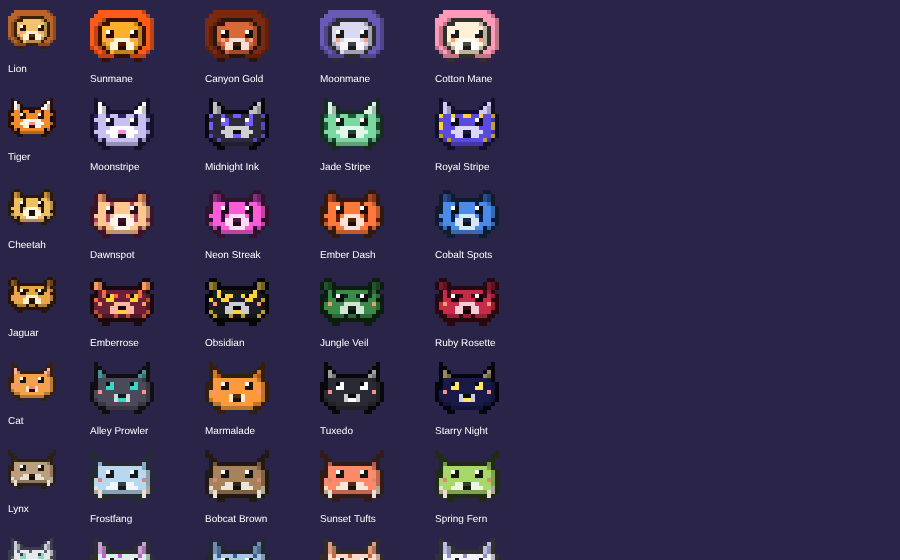 Lion
Sunmane
Canyon Gold
Moonmane
Cotton Mane
Tiger
Moonstripe
Midnight Ink
Jade Stripe
Royal Stripe
Cheetah
Dawnspot
Neon Streak
Ember Dash
Cobalt Spots
Jaguar
Emberrose
Obsidian
Jungle Veil
Ruby Rosette
Cat
Alley Prowler
Marmalade
Tuxedo
Starry Night
Lynx
Frostfang
Bobcat Brown
Sunset Tufts
Spring Fern